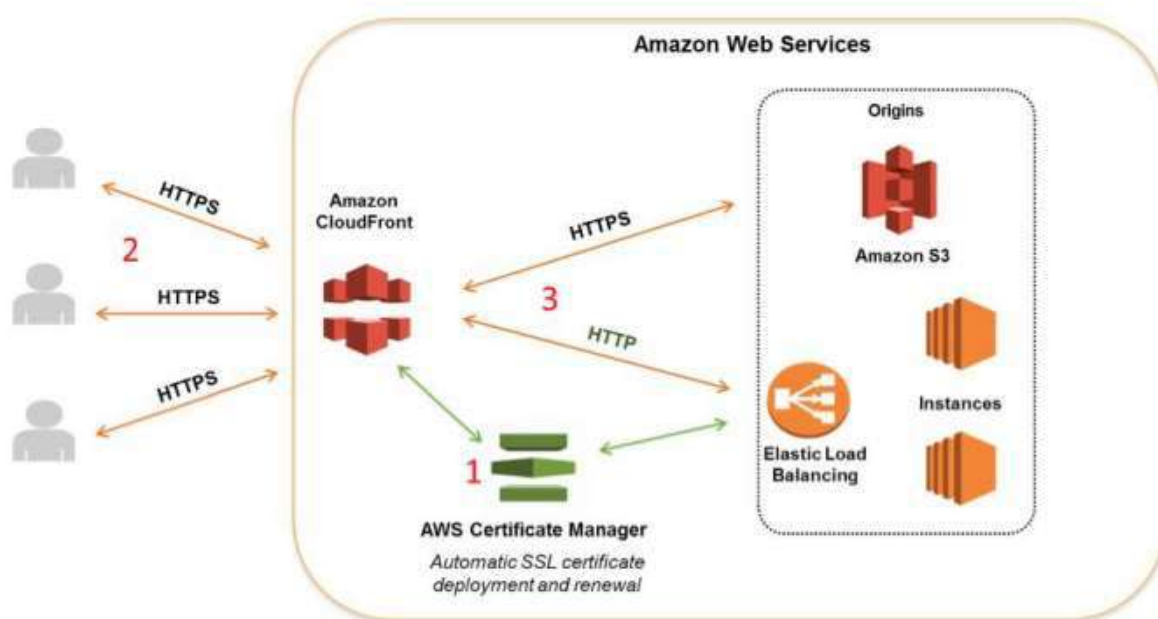 Amazon Web Services
Origins
Amazon
CloudFront
HTTPS
HTTPS
HTTPS
2
HTTPS
3
HTTP
Amazon S3
Instances
Elastic Load
Balancing
1
AWS Certificate Manager
Automatic SSL certificate
deployment and renewal